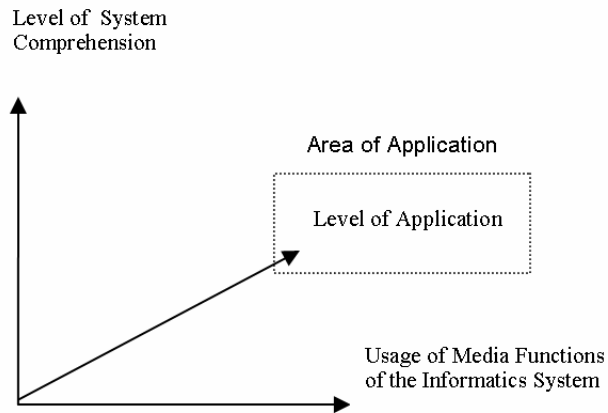 Level of System
Comprehension
Area of Application
Level of Application
Usage of Media Functions
of the Informatics System